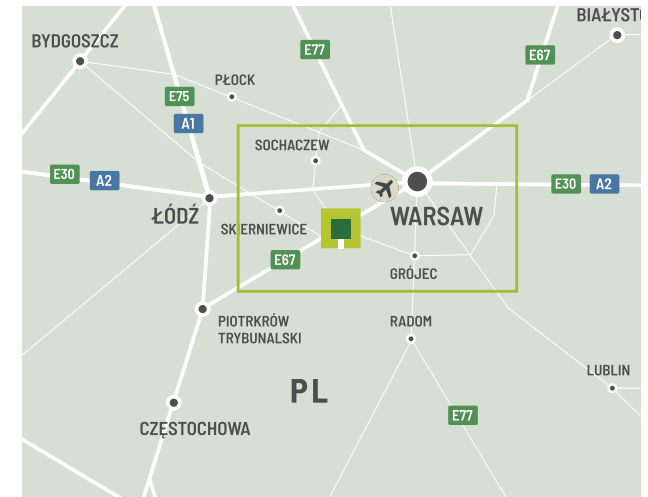 BIAŁYSTO
BYDGOSZCZ
E77
E67
PŁOCK
E75
A1
SOCHACZEW
E30
A2
E30
A2
ŁÓDŹ
SKIERNIEWICE
WARSAW
E67
GRÓJEC
PIOTRKRÓW
TRYBUNALSKI
RADOM
LUBLIN
PL
E77
CZĘSTOCHOWA